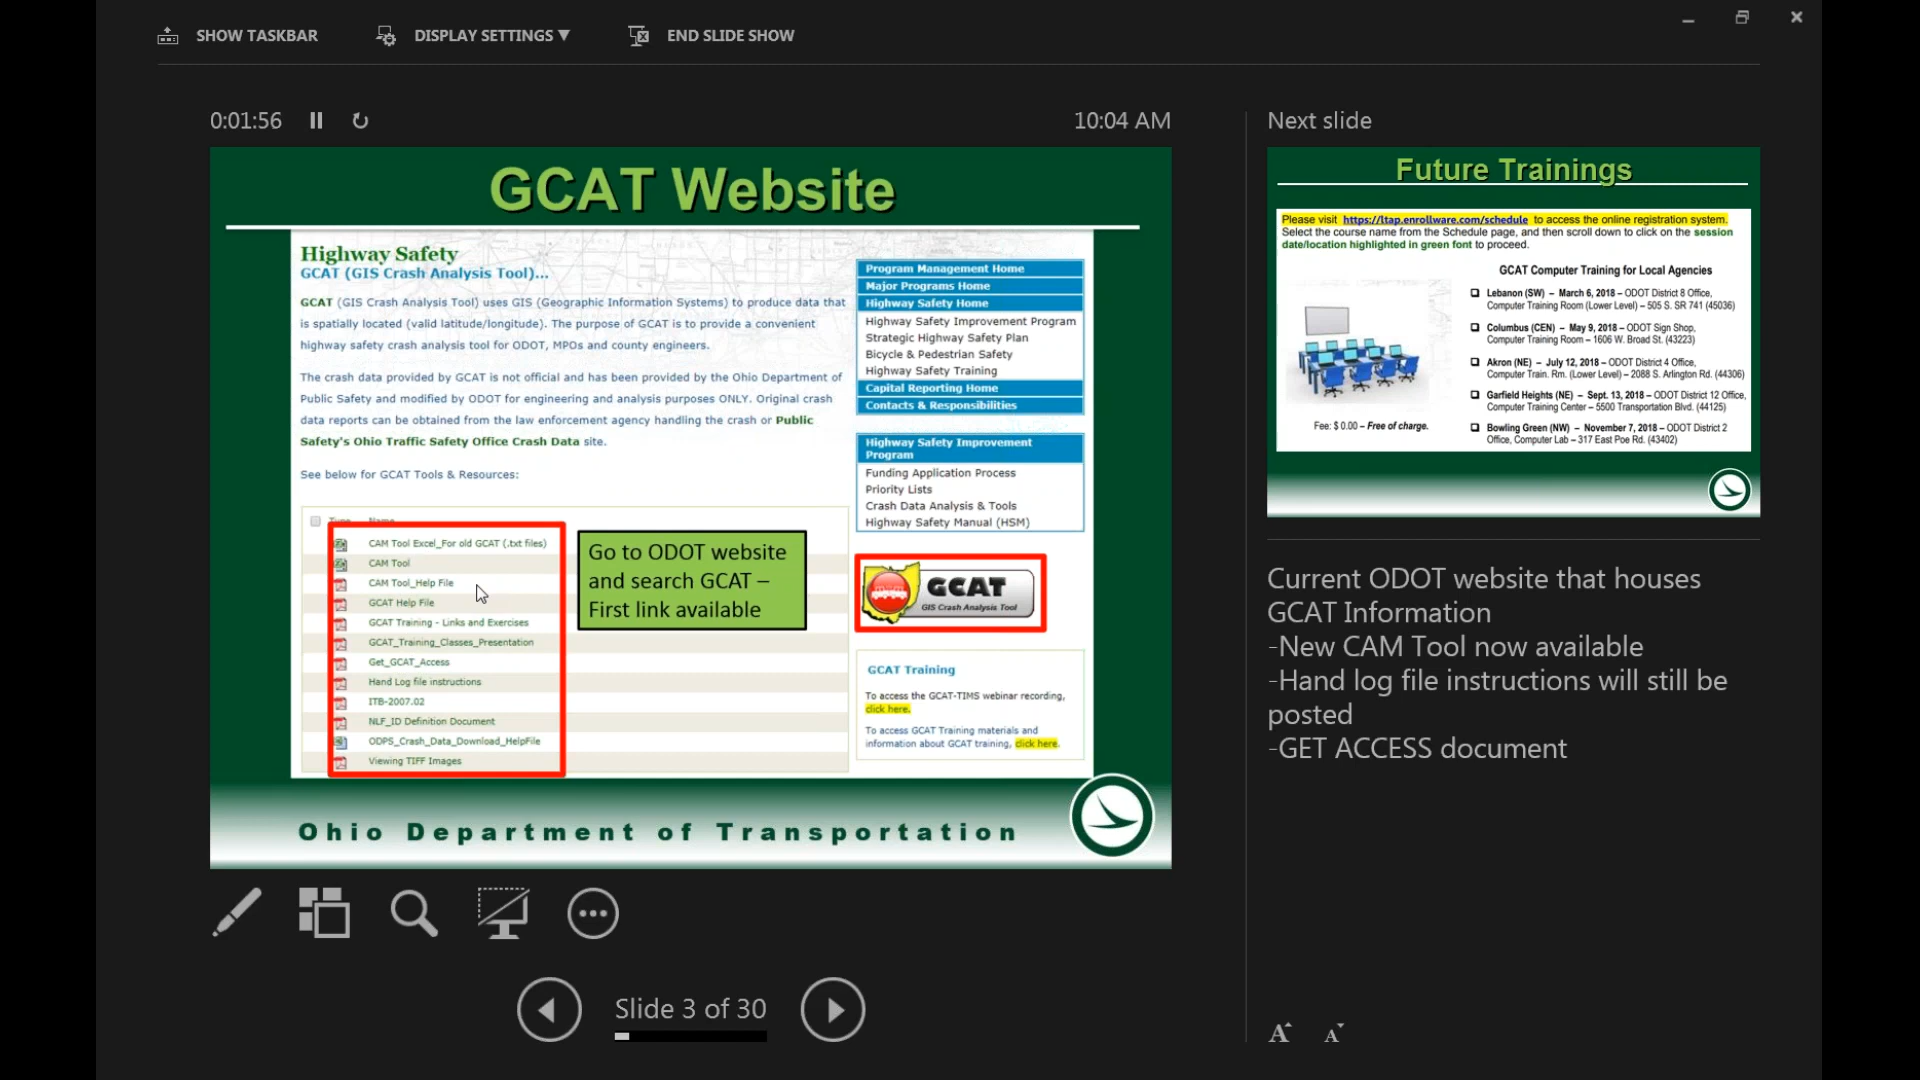 SHOW TASKBAR
DISPLAY SETTINGS ▼
END SLIDE SHOW
0:01:56
10:04 AM
GCAT Website
Highway Safety
GCAT (GIS Crash Analysis Tool)...
GCAT (GIS Crash Analysis Tool) uses GIS (Geographic Information Systems) to produce data that
is spatially located (valid latitude/longitude). The purpose of GCAT is to provide a convenient
highway safety crash analysis tool for ODOT, MPOs and county engineers.
The crash data provided by GCAT is not official and has been provided by the Ohio Department of
Public Safety and modified by ODOT for engineering and analysis purposes ONLY. Original crash
data reports can be obtained from the law enforcement agency handling the crash or Public
Safety's Ohio Traffic Safety Office Crash Data site.
See below for GCAT Tools & Resources:
Type Name
CAM Tool Excel_For old GCAT (.txt files)
CAM Tool
CAM Tool_Help File
GCAT Help File
GCAT Training - Links and Exercises
GCAT_Training_Classes_Presentation
Get_GCAT_Access
Hand Log file instructions
ITB-2007.02
NLF_ID Definition Document
ODPS_Crash_Data_Download_HelpFile
Viewing TIFF Images
Go to ODOT website
and search GCAT –
First link available
Program Management Home
Major Programs Home
Highway Safety Home
Highway Safety Improvement Program
Strategic Highway Safety Plan
Bicycle & Pedestrian Safety
Highway Safety Training
Capital Reporting Home
Contacts & Responsibilities
Highway Safety Improvement
Program
Funding Application Process
Priority Lists
Crash Data Analysis & Tools
Highway Safety Manual (HSM)
GCAT
GIS Crash Analysis Tool
GCAT Training
To access the GCAT-TIMS webinar recording,
click here.
To access GCAT Training materials and
information about GCAT training, click here.
Ohio Department of Transportation
Slide 3 of 30
Next slide
Future Trainings
Please visit https://ltap.enrollware.com/schedule to access the online registration system.
Select the course name from the Schedule page, and then scroll down to click on the session
date/location highlighted in green font to proceed.
GCAT Computer Training for Local Agencies
Lebanon (SW) – March 6, 2018 – ODOT District 8 Office,
Computer Training Room (Lower Level) – 505 S. SR 741 (45036)
Columbus (CEN) – May 9, 2018 – ODOT Sign Shop,
Computer Training Room – 1606 W. Broad St. (43223)
Akron (NE) – July 12, 2018 – ODOT District 4 Office,
Computer Train. Rm. (Lower Level) – 2088 S. Arlington Rd. (44306)
Garfield Heights (NE) – Sept. 13, 2018 – ODOT District 12 Office,
Computer Training Center – 5500 Transportation Blvd. (44125)
Bowling Green (NW) – November 7, 2018 – ODOT District 2
Office, Computer Lab – 317 East Poe Rd. (43402)
Fee: $ 0.00 – Free of charge.
Current ODOT website that houses
GCAT Information
-New CAM Tool now available
-Hand log file instructions will still be
posted
-GET ACCESS document
A A